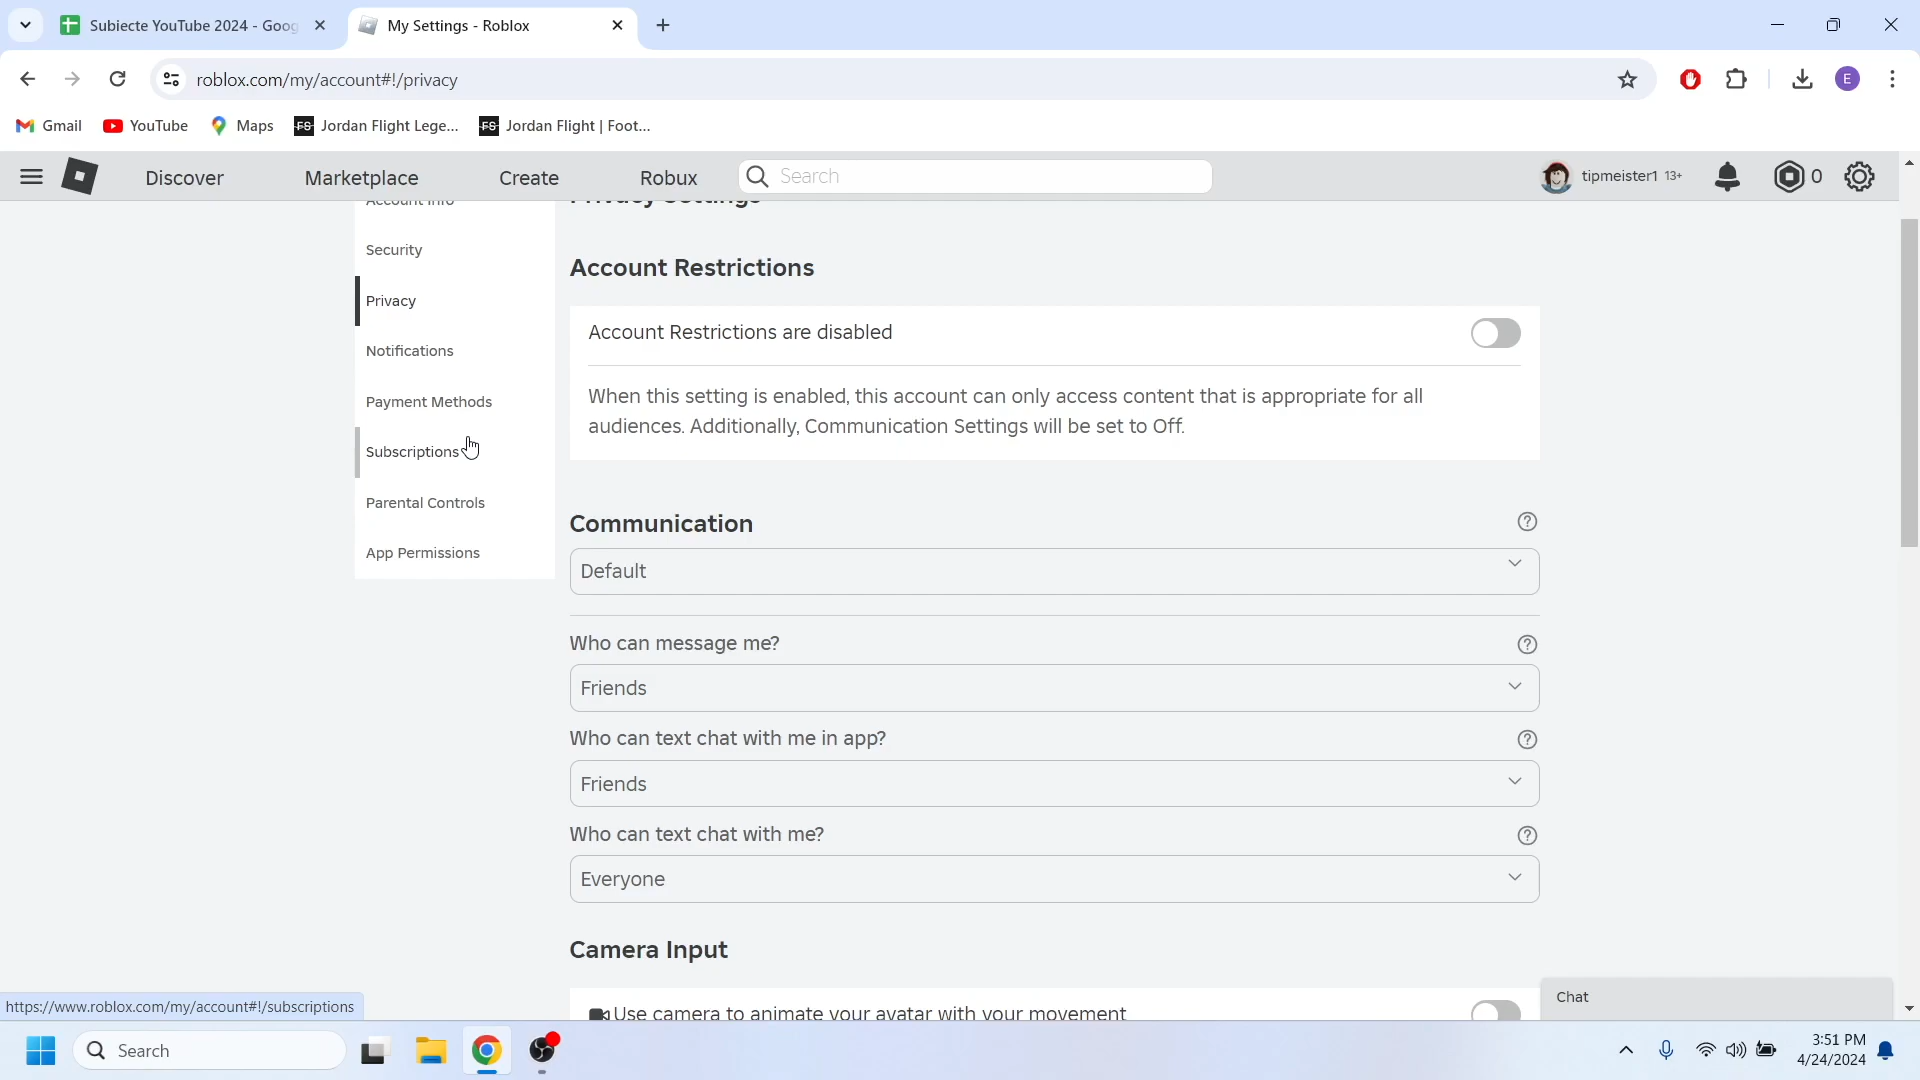 Subiecte YouTube 2024 - Goog
My Settings - Roblox
roblox.com/my/account#!/privacy
E
Gmail
YouTube
Maps
FS Jordan Flight Lege...
FS Jordan Flight | Foot...
Discover
Marketplace
Create
Robux
Search
tipmeister1 13+
0
Account Info
Security
Privacy
Notifications
Payment Methods
Subscriptions
Parental Controls
App Permissions
Privacy Settings
Account Restrictions
Account Restrictions are disabled
When this setting is enabled, this account can only access content that is appropriate for all
audiences. Additionally, Communication Settings will be set to Off.
Communication
Default
Who can message me?
Friends
Who can text chat with me in app?
Friends
Who can text chat with me?
Everyone
Camera Input
Use camera to animate your avatar with your movement
Chat
https://www.roblox.com/my/account#!/subscriptions
Search
3:51 PM
4/24/2024